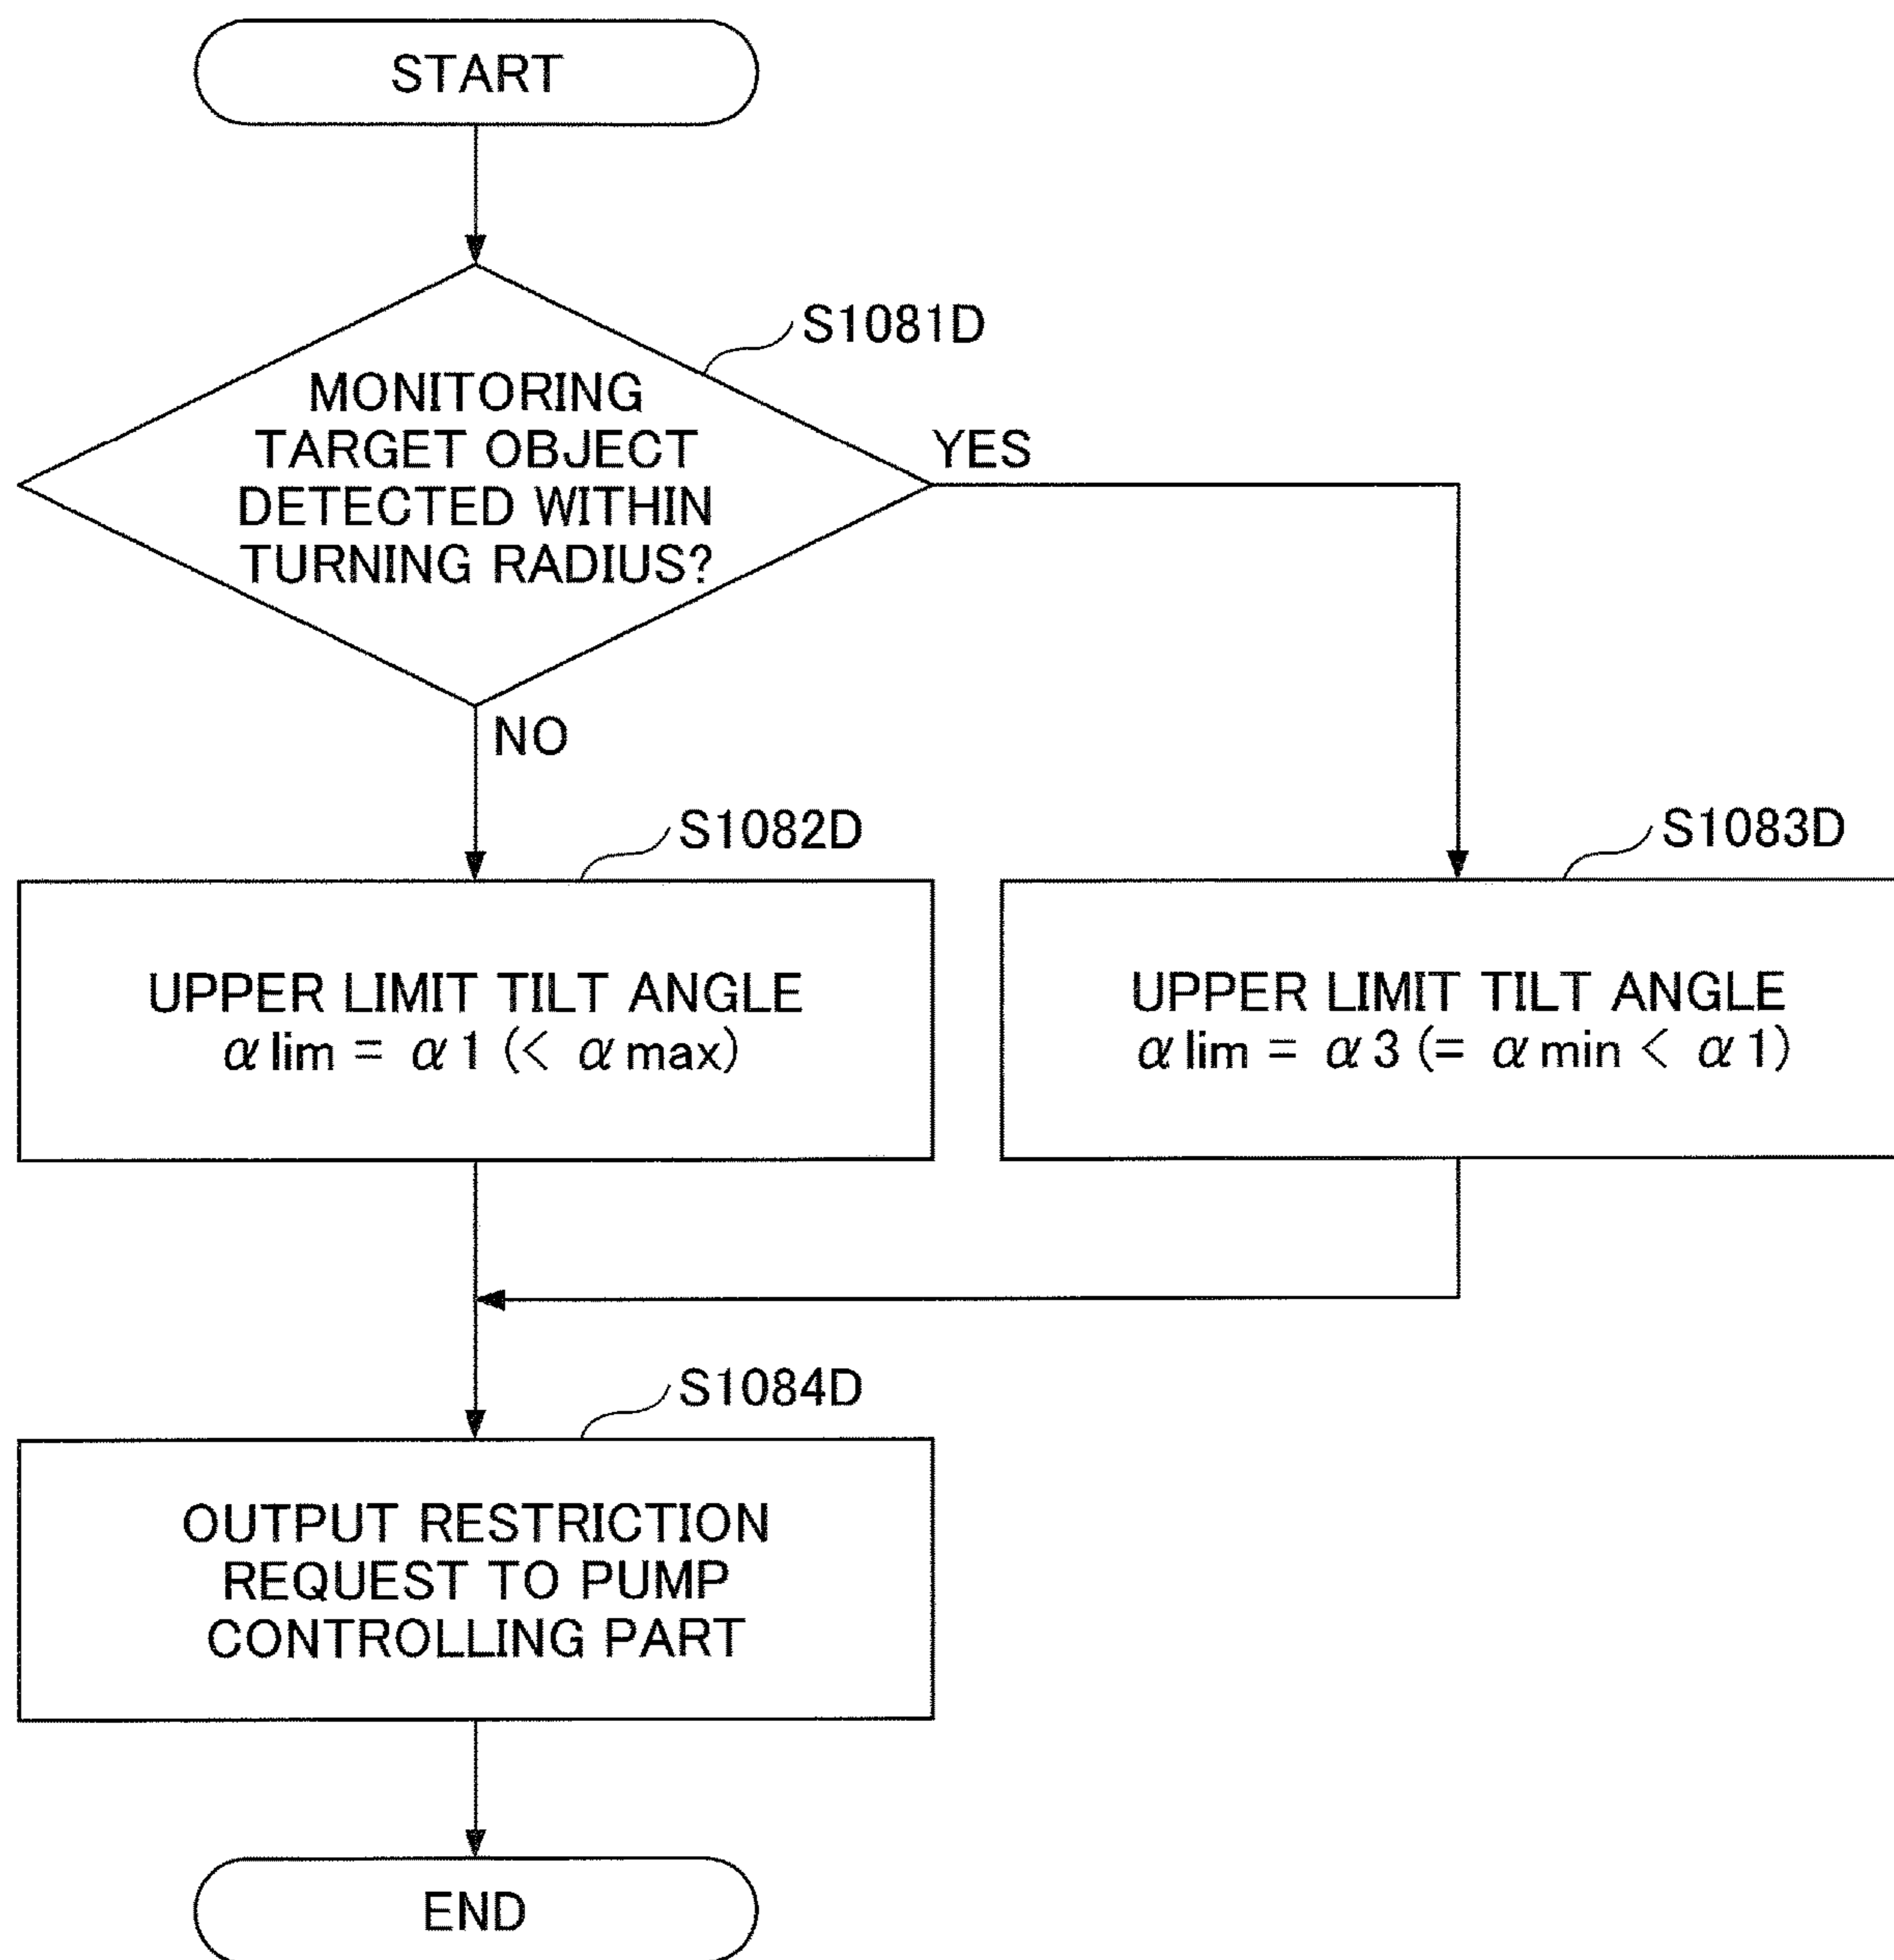 START
S1081D
MONITORING
TARGET OBJECT
DETECTED WITHIN
TURNING RADIUS?
YES
NO
S1082D
UPPER LIMIT TILT ANGLE
α lim = α 1 (< α max)
S1083D
UPPER LIMIT TILT ANGLE
α lim = α 3 (= α min < α 1)
S1084D
OUTPUT RESTRICTION
REQUEST TO PUMP
CONTROLLING PART
END